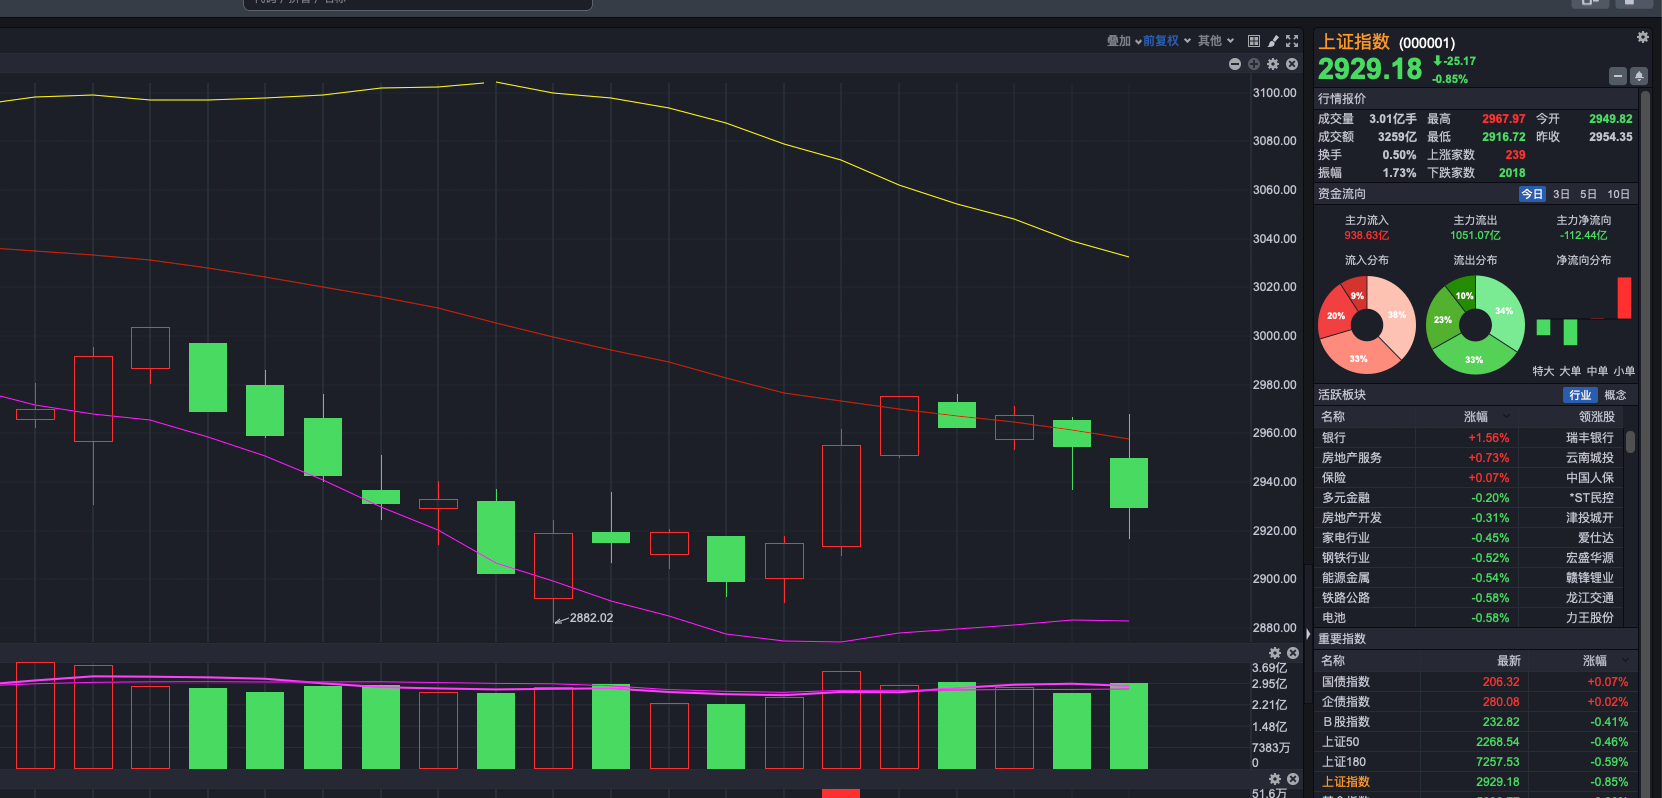 叠加 前复权 其他
3100.00
3080.00
3060.00
3040.00
3020.00
3000.00
2980.00
2960.00
2940.00
2920.00
2900.00
2880.00
2882.02
3.69亿
2.95亿
2.21亿
1.48亿
7383万
0
51.6万
上证指数 (000001)
2929.18 -25.17
-0.85%
行情报价
成交量 3.01亿手 最高 2967.97 今开 2949.82
成交额 3259亿 最低 2916.72 昨收 2954.35
换手 0.50% 上涨家数 239
振幅 1.73% 下跌家数 2018
资金流向 今日 3日 5日 10日
主力流入 主力流出 主力净流向
938.63亿 1051.07亿 -112.44亿
流入分布 流出分布 净流向分布
9% 38% 33% 20%
10% 34% 33% 23%
特大 大单 中单 小单
活跃板块 行业 概念
名称 涨幅 领涨股
银行 +1.56% 瑞丰银行
房地产服务 +0.73% 云南城投
保险 +0.07% 中国人保
多元金融 -0.20% *ST民控
房地产开发 -0.31% 津投城开
家电行业 -0.45% 爱仕达
钢铁行业 -0.52% 宏盛华源
能源金属 -0.54% 赣锋锂业
铁路公路 -0.58% 龙江交通
电池 -0.58% 力王股份
重要指数
名称 最新 涨幅
国债指数 206.32 +0.07%
企债指数 280.08 +0.02%
B股指数 232.82 -0.41%
上证50 2268.54 -0.46%
上证180 7257.53 -0.59%
上证指数 2929.18 -0.85%